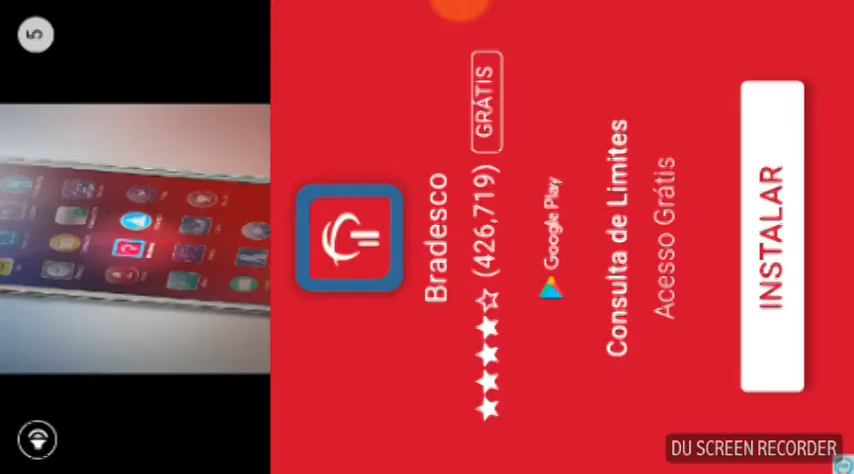 5
Bradesco
(426,719) GRÁTIS
Google Play
Consulta de Limites
Acesso Grátis
INSTALAR
DU SCREEN RECORDER